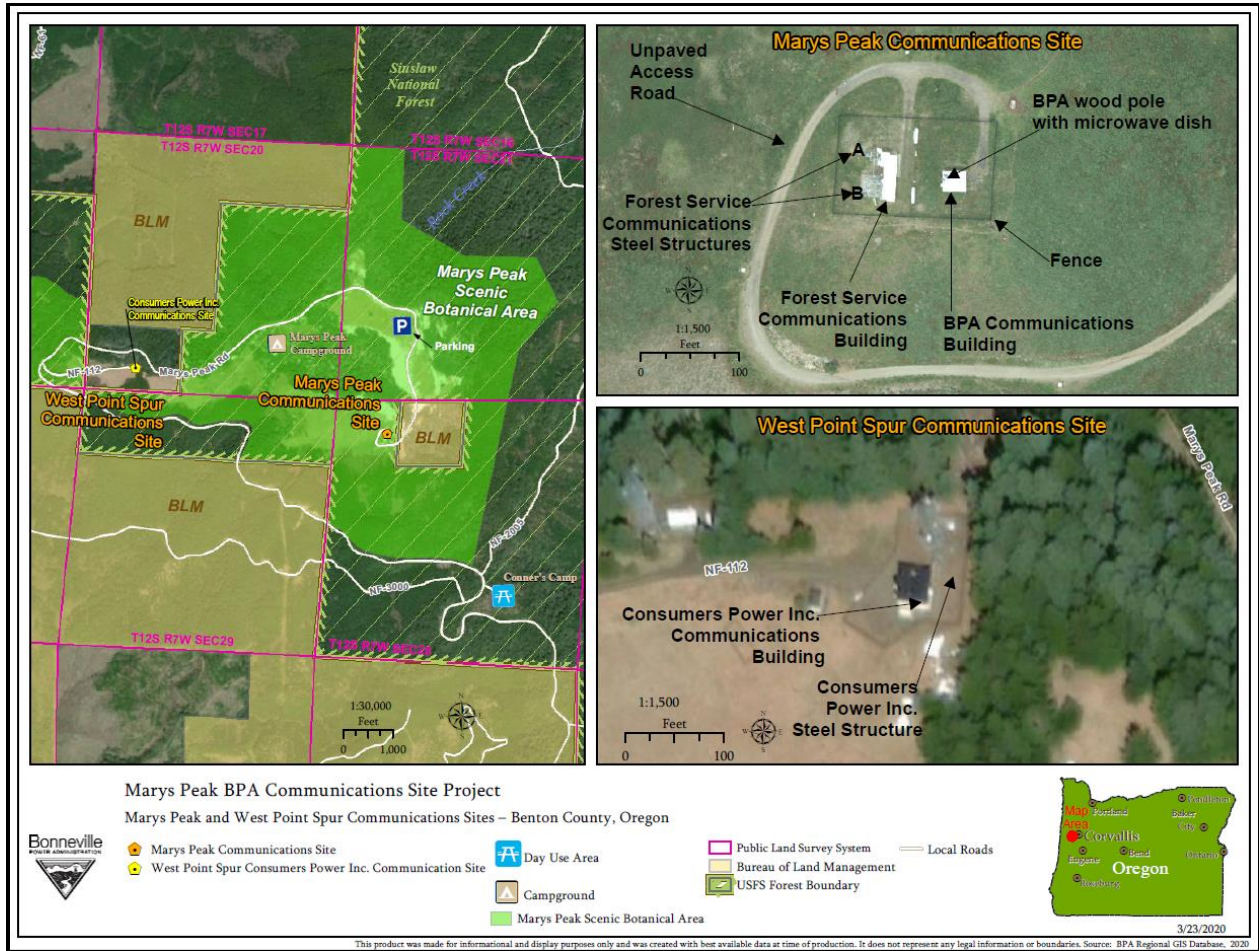 NF-01
Siuslaw
National
Forest
T12S R7W SEC17
T12S R7W SEC20
Rock Creek
BLM
Marys Peak
Scenic
Botanical Area
Consumers Power Inc.
Communications Site
P
Parking
Marys Peak
Campground
NF-112
Marys-Peak-Rd
Marys Peak
Communications
Site
West Point Spur
Communications
Site
BLM
BLM
NF-2005
NF-3000
Conner's Camp
T12S R7W SEC29
T12S R7W SEC28
1:30,000
Feet
0 1,000
N
W E
S
Marys Peak Communications Site
Unpaved
Access
Road
BPA wood pole
with microwave dish
A
B
Forest Service
Communications
Steel Structures
Fence
Forest Service
Communications
Building
BPA Communications
Building
N
W E
S
1:1,500
Feet
0 100
West Point Spur Communications Site
Marys Peak Rd
NF-112
Consumers Power Inc.
Communications
Building
Consumers
Power Inc.
Steel Structure
1:1,500
Feet
0 100
N
W E
S
Marys Peak BPA Communications Site Project
Marys Peak and West Point Spur Communications Sites – Benton County, Oregon
Bonneville
POWER ADMINISTRATION
Marys Peak Communications Site
West Point Spur Consumers Power Inc. Communication Site
Day Use Area
Campground
Marys Peak Scenic Botanical Area
Public Land Survey System
Bureau of Land Management
USFS Forest Boundary
Local Roads
Map
Area
Portland
Pendleton
Baker
City
Corvallis
Eugene
Bend
Ontario
Oregon
Roseburg
3/23/2020
This product was made for informational and display purposes only and was created with best available data at time of production. It does not represent any legal information or boundaries. Source: BPA Regional GIS Database, 2020